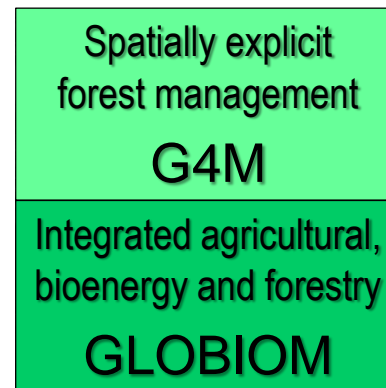 Spatially explicit
forest management
G4M
Integrated agricultural,
bioenergy and forestry
GLOBIOM